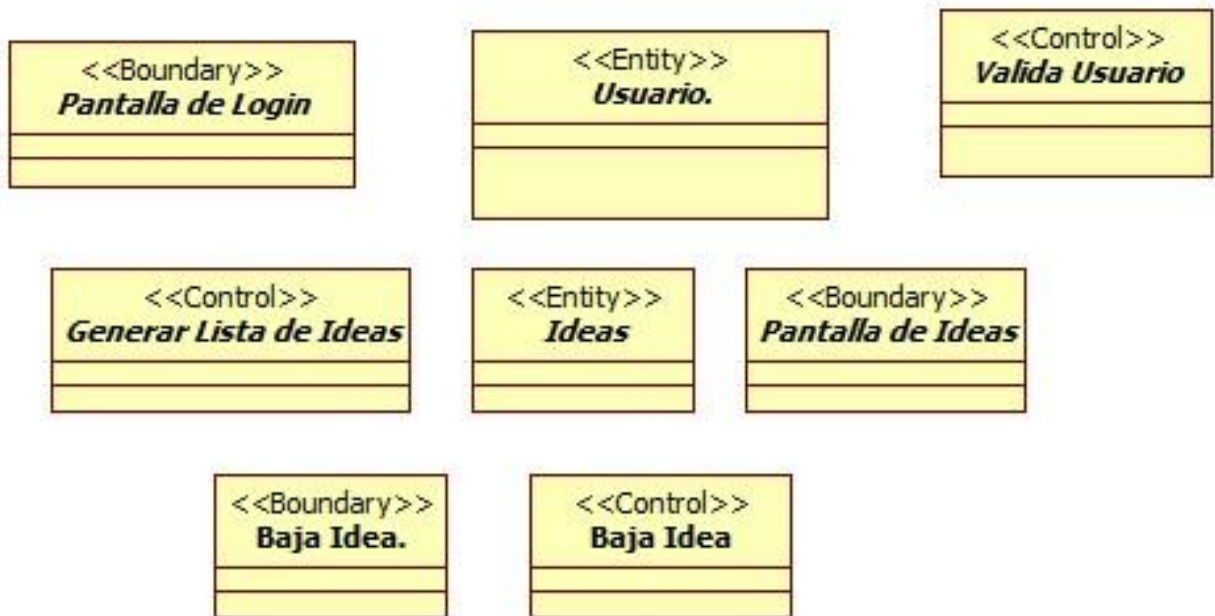 <<Boundary>>
Pantalla de Login
<<Entity>>
Usuario.
<<Control>>
Valida Usuario
<<Control>>
Generar Lista de Ideas
<<Entity>>
Ideas
<<Boundary>>
Pantalla de Ideas
<<Boundary>>
Baja Idea.
<<Control>>
Baja Idea